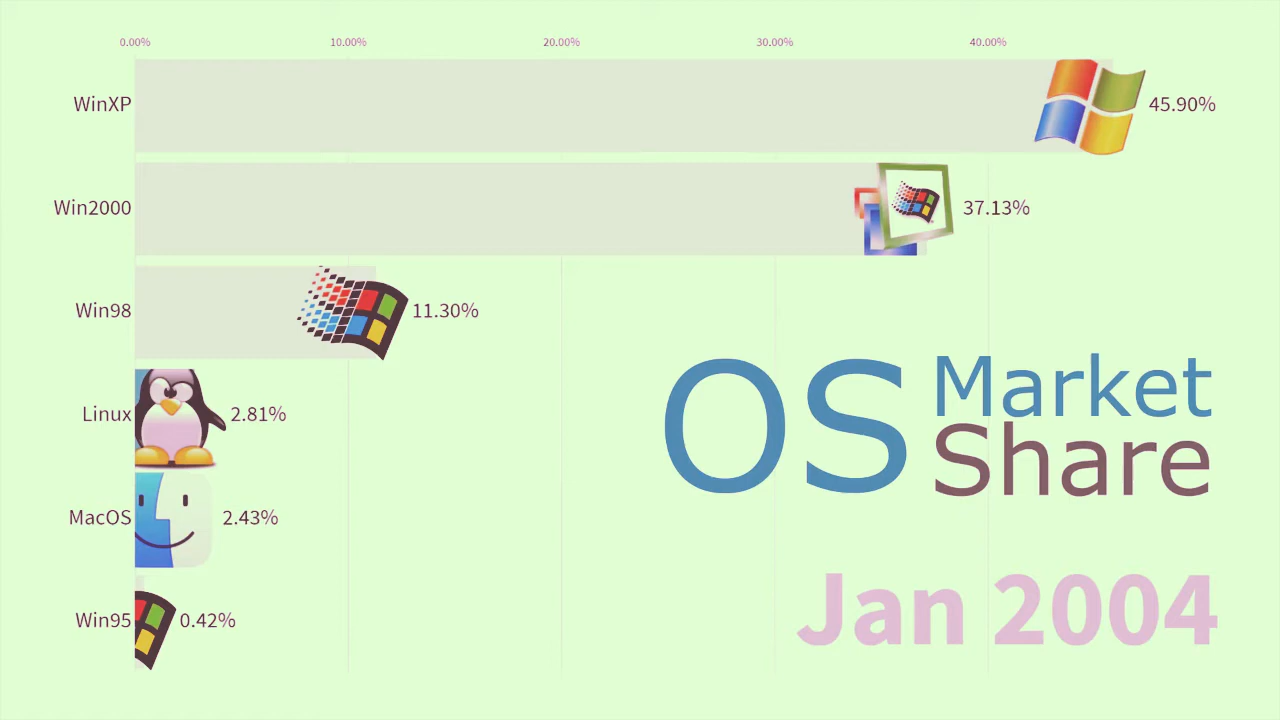 0.00% 10.00% 20.00% 30.00% 40.00%
WinXP 45.90%
Win2000 37.13%
Win98 11.30%
Linux 2.81%
MacOS 2.43%
Win95 0.42%
OS Market
Share
Jan 2004